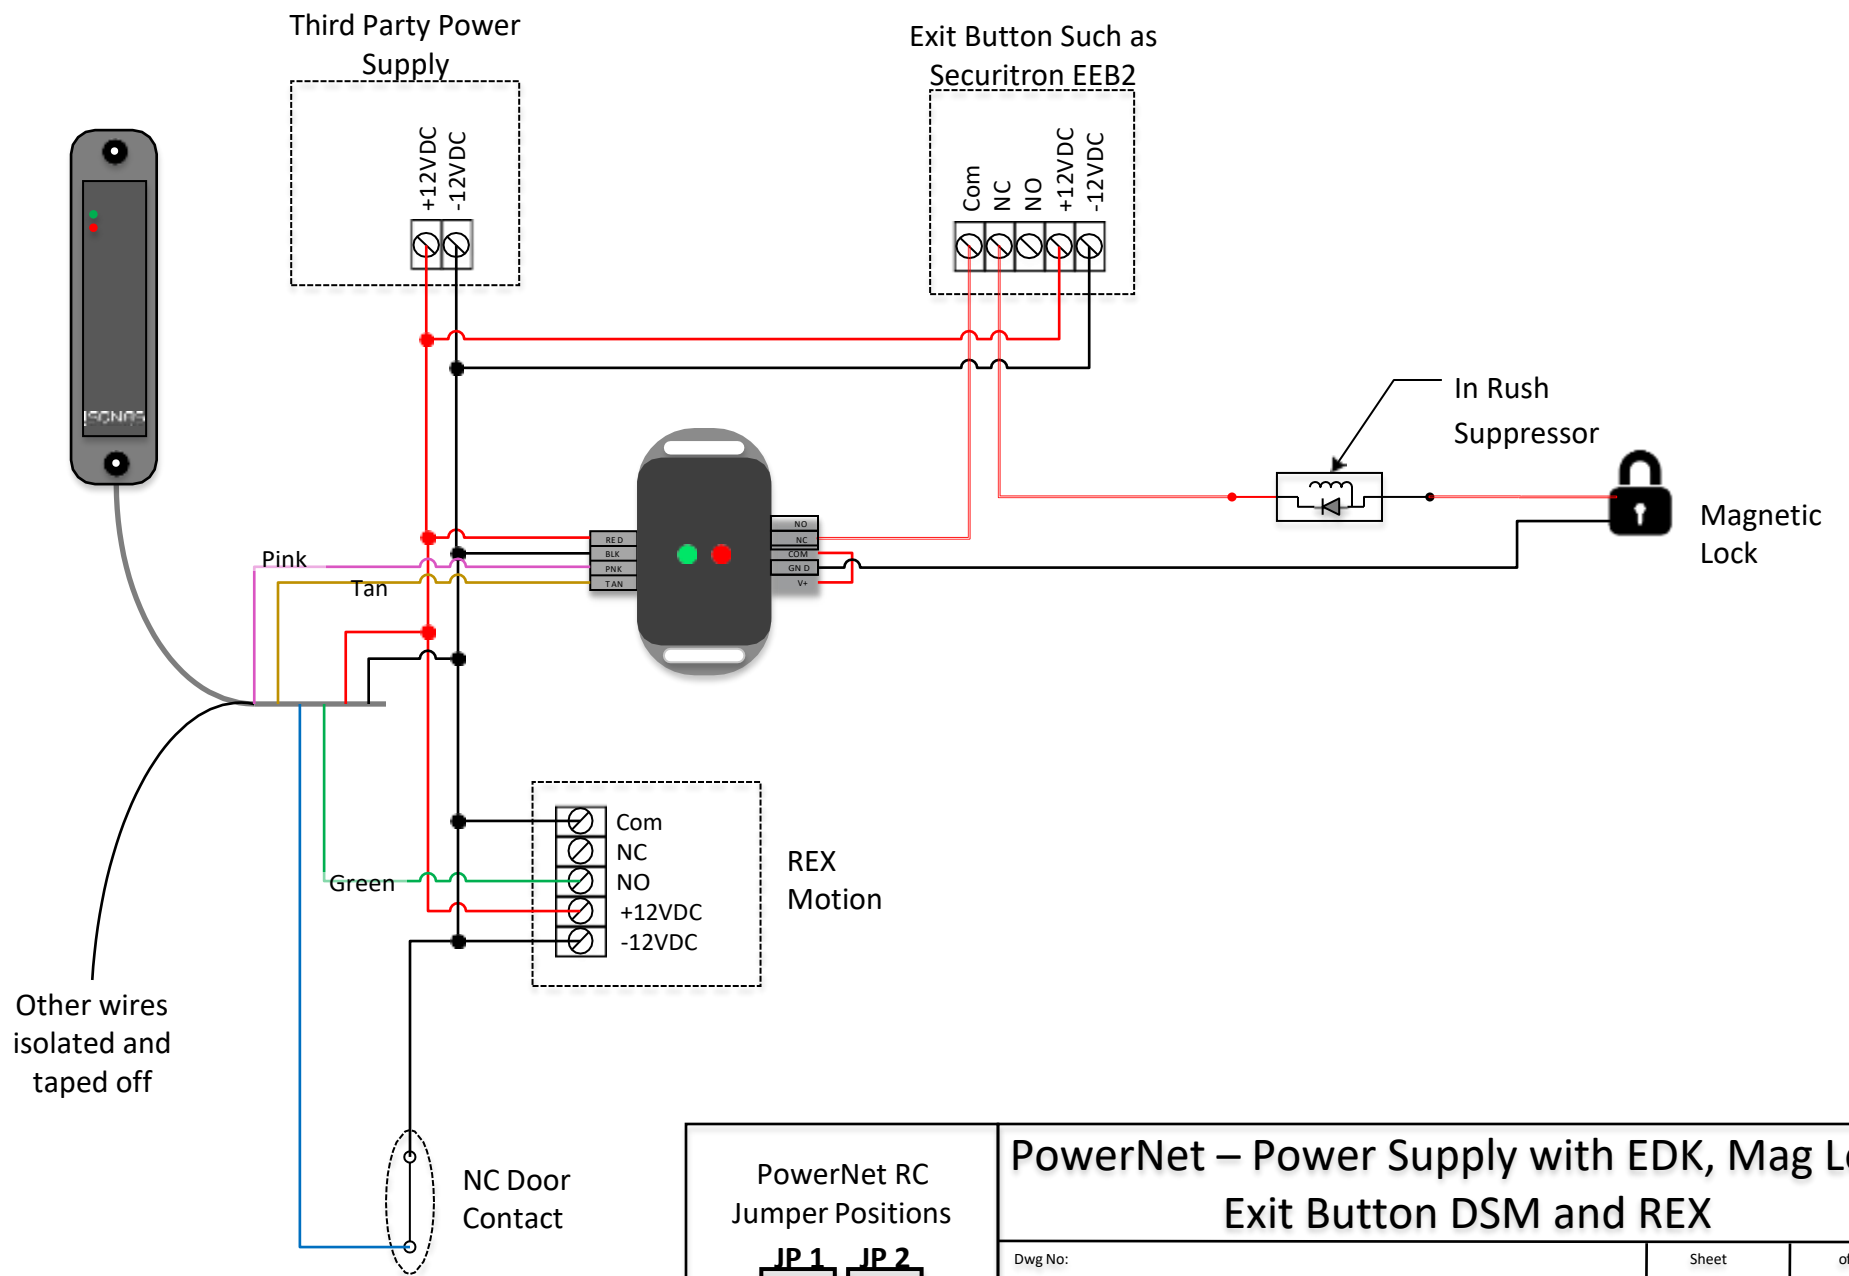 Third Party Power
Supply
+12VDC
-12VDC
Exit Button Such as
Securitron EEB2
Com
NC
NO
+12VDC
-12VDC
ISONAS
In Rush
Suppressor
Magnetic
Lock
RED
BLK
PNK
TAN
NO
NC
COM
GND
V+
Pink
Tan
Green
Com
NC
NO
+12VDC
-12VDC
REX
Motion
Other wires
isolated and
taped off
NC Door
Contact
PowerNet RC
Jumper Positions
JP 1 JP 2
PowerNet – Power Supply with EDK, Mag Lo
Exit Button DSM and REX
Dwg No:
Sheet
of